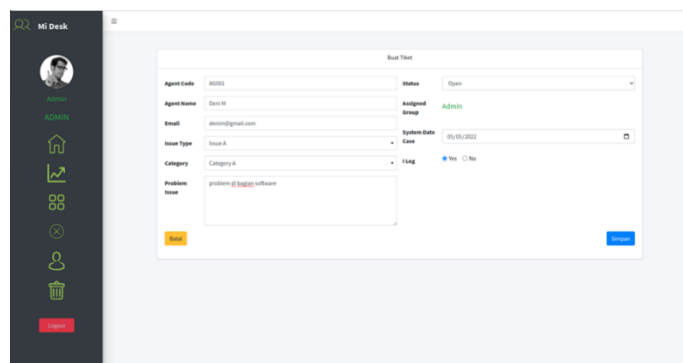 Mi Desk
Admin
ADMIN
Logout
Buat Tiket
Agent Code
AG001
Agent Name
Deni M
Email
denim@gmail.com
Issue Type
Issue A
Category
Category A
Problem
Issue
problem di bagian software
Status
Open
Assigned
Group
Admin
System Date
Case
05/05/2022
I Log
Yes
No
Batal
Simpan